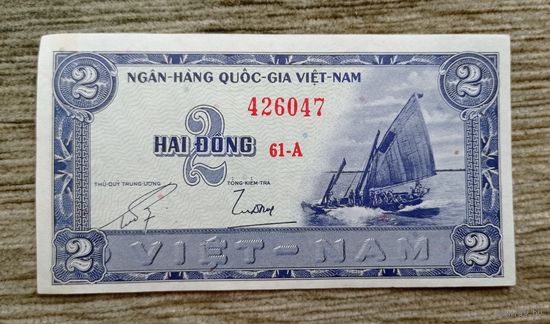 2 NGÂN-HÀNG QUỐC-GIA VIỆT-NAM 2
426047
2
HAI ĐỒNG 61-A
THỦ-QUỸ TRUNG-ƯƠNG TỔNG KIỂM-TRA
2 VIỆT-NAM 2